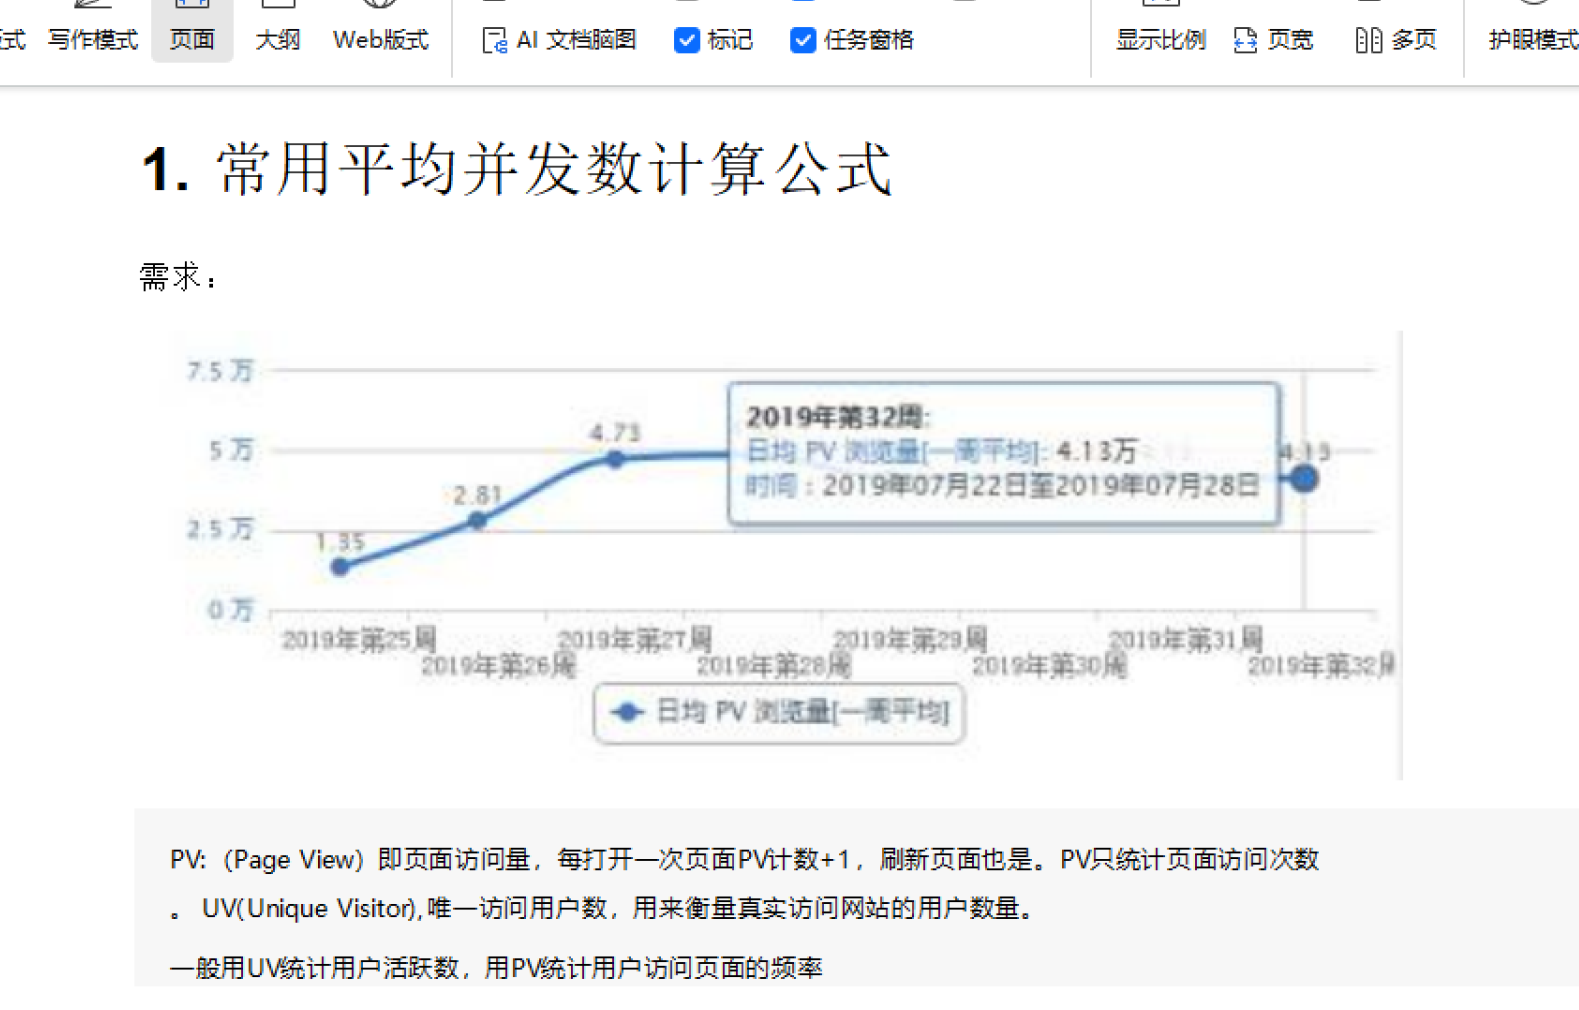 式 写作模式 页面 大纲 Web版式 AI 文档脑图 标记 任务窗格 显示比例 页宽 多页 护眼模式
1. 常用平均并发数计算公式
需求：
7.5 万
5 万
2.5 万
0 万
1.35
2.81
4.73
4.13
2019年第32周:
日均 PV 浏览量[一周平均]: 4.13万
时间：2019年07月22日至2019年07月28日
2019年第25周 2019年第27周 2019年第29周 2019年第31周
2019年第26周 2019年第28周 2019年第30周 2019年第32周
日均 PV 浏览量[一周平均]
PV:（Page View）即页面访问量，每打开一次页面PV计数+1，刷新页面也是。PV只统计页面访问次数
。 UV(Unique Visitor),唯一访问用户数，用来衡量真实访问网站的用户数量。
一般用UV统计用户活跃数，用PV统计用户访问页面的频率